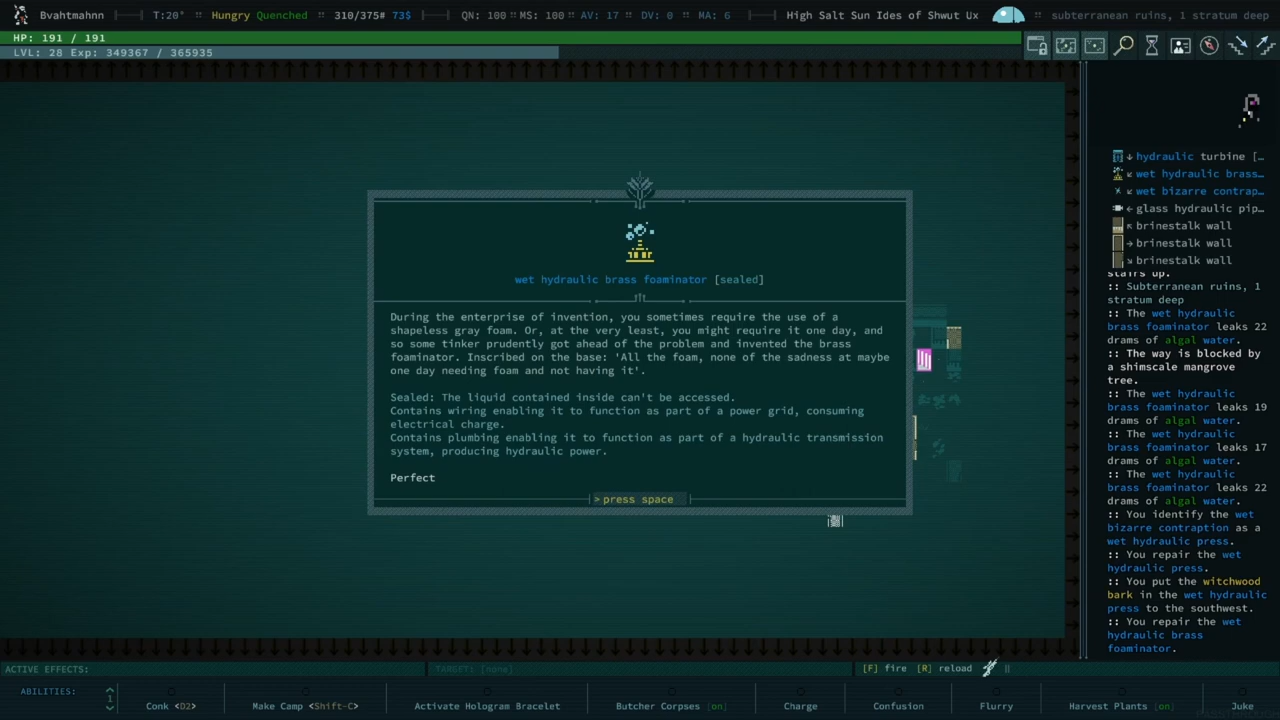 Bvahtmahn T:20° :: Hungry Quenched 310/375# 73$ QN: 100 :: MS: 100 :: AV: 17 :: DV: 0 :: MA: 6 High Salt Sun Ides of Shwut Ux :: subterranean ruins, 1 stratum deep
HP: 191 / 191
LVL: 28 Exp: 349367 / 365935
wet hydraulic brass foaminator [sealed]
During the enterprise of invention, you sometimes require the use of a
shapeless gray foam. Or, at the very least, you might require it one day, and
so some tinker prudently got ahead of the problem and invented the brass
foaminator. Inscribed on the base: 'All the foam, none of the sadness at maybe
one day needing foam and not having it'.
Sealed: The liquid contained inside can't be accessed.
Contains wiring enabling it to function as part of a power grid, consuming
electrical charge.
Contains plumbing enabling it to function as part of a hydraulic transmission
system, producing hydraulic power.
Perfect
> press space
hydraulic turbine […
wet hydraulic brass…
wet bizarre contrap…
glass hydraulic pip…
brinestalk wall
brinestalk wall
brinestalk wall
stairs up.
:: Subterranean ruins, 1
stratum deep
:: The wet hydraulic
brass foaminator leaks 22
drams of algal water.
:: The way is blocked by
a shimscale mangrove
tree.
:: The wet hydraulic
brass foaminator leaks 19
drams of algal water.
:: The wet hydraulic
brass foaminator leaks 17
drams of algal water.
:: The wet hydraulic
brass foaminator leaks 22
drams of algal water.
:: You identify the wet
bizarre contraption as a
wet hydraulic press.
:: You repair the wet
hydraulic press.
:: You put the witchwood
bark in the wet hydraulic
press to the southwest.
:: You repair the wet
hydraulic brass
foaminator.
ACTIVE EFFECTS: TARGET: [none] [F] fire [R] reload
ABILITIES: 1 Conk <D2> Make Camp <Shift-C> Activate Hologram Bracelet Butcher Corpses [on] Charge Confusion Flurry Harvest Plants [on] Juke